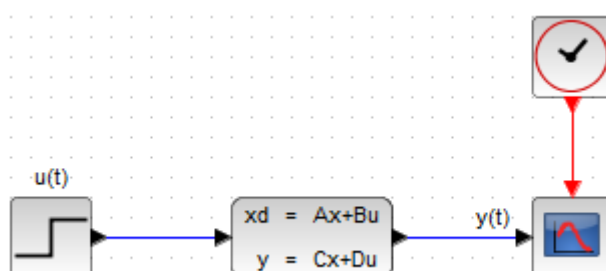 u(t)
xd = Ax+Bu
y(t)
y = Cx+Du